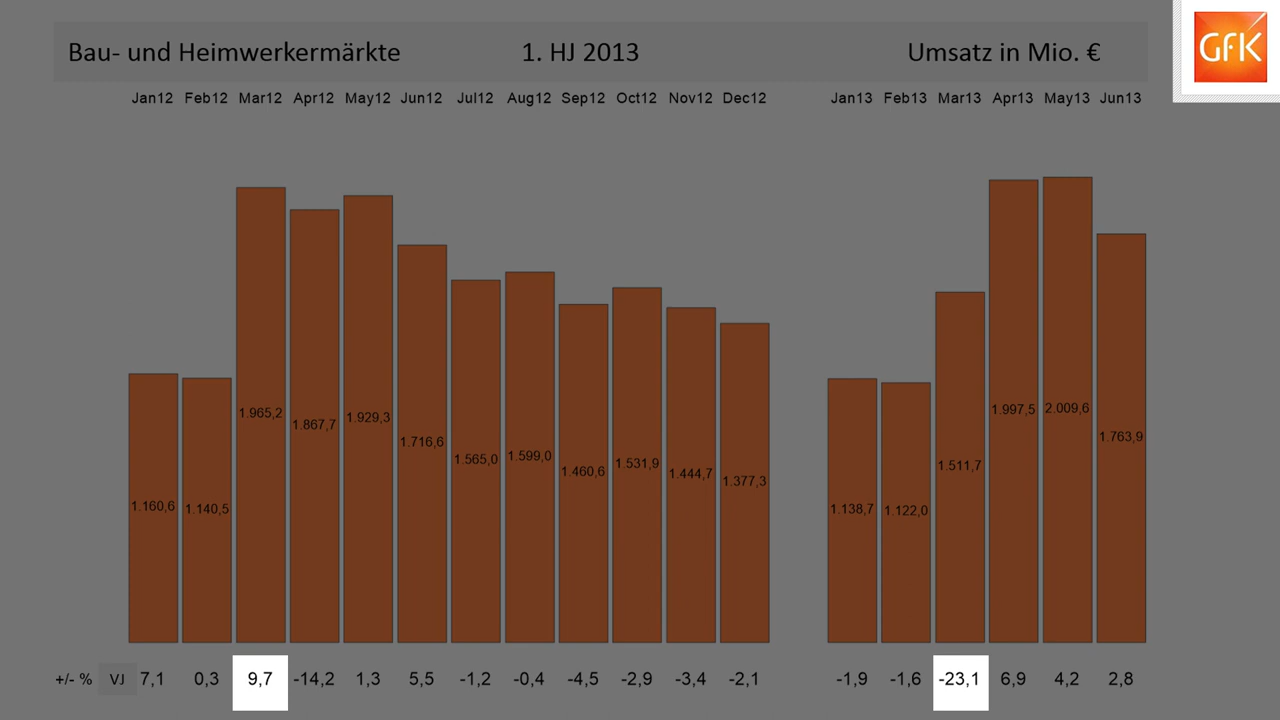 Bau- und Heimwerkermärkte 1. HJ 2013 Umsatz in Mio. €
GfK
Jan12 Feb12 Mar12 Apr12 May12 Jun12 Jul12 Aug12 Sep12 Oct12 Nov12 Dec12 Jan13 Feb13 Mar13 Apr13 May13 Jun13
1.160,6 1.140,5 1.965,2 1.867,7 1.929,3 1.716,6 1.565,0 1.599,0 1.460,6 1.531,9 1.444,7 1.377,3 1.138,7 1.122,0 1.511,7 1.997,5 2.009,6 1.763,9
+/- % VJ 7,1 0,3 9,7 -14,2 1,3 5,5 -1,2 -0,4 -4,5 -2,9 -3,4 -2,1 -1,9 -1,6 -23,1 6,9 4,2 2,8